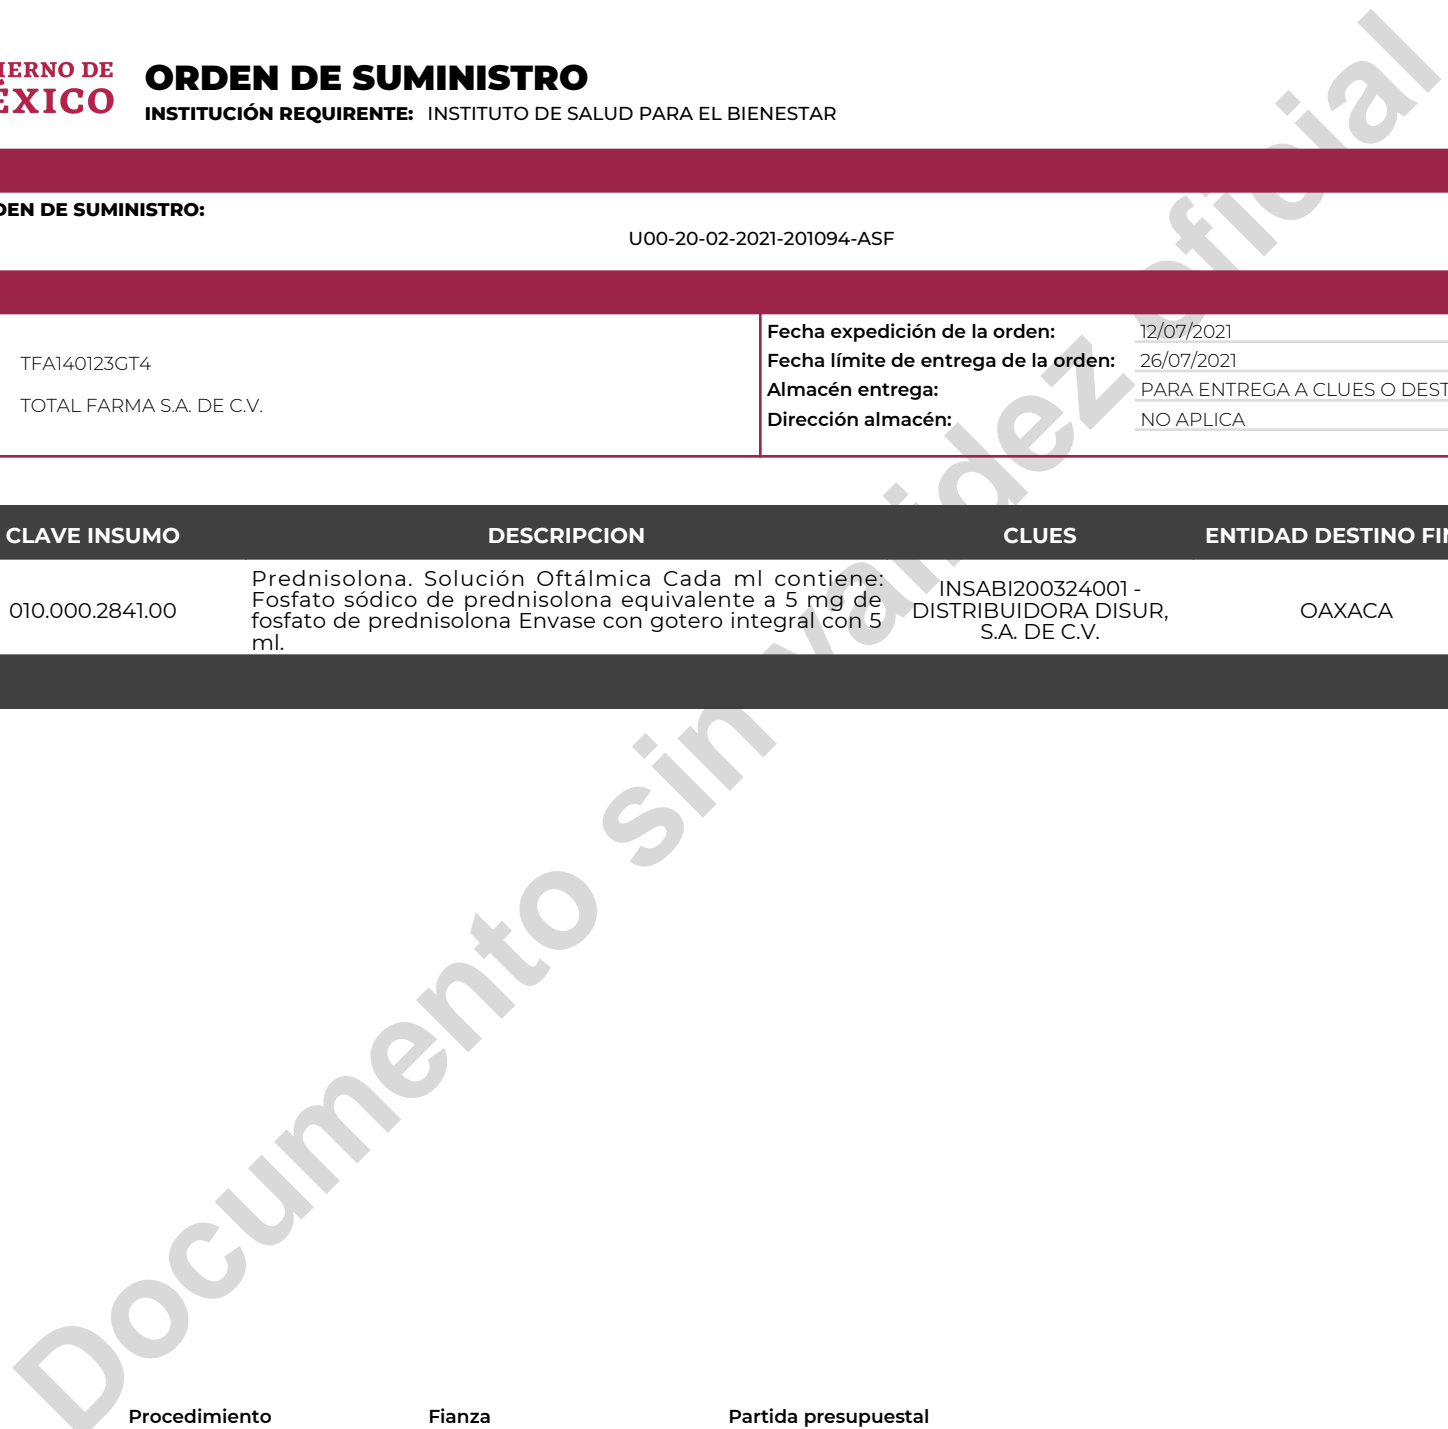 IERNO DE
ÉXICO
ORDEN DE SUMINISTRO
INSTITUCIÓN REQUIRENTE: INSTITUTO DE SALUD PARA EL BIENESTAR
DEN DE SUMINISTRO:
U00-20-02-2021-201094-ASF
TFA140123GT4
TOTAL FARMA S.A. DE C.V.
Fecha expedición de la orden: 12/07/2021
Fecha límite de entrega de la orden: 26/07/2021
Almacén entrega: PARA ENTREGA A CLUES O DEST
Dirección almacén: NO APLICA
CLAVE INSUMO DESCRIPCION CLUES ENTIDAD DESTINO FIN
010.000.2841.00
Prednisolona. Solución Oftálmica Cada ml contiene:
Fosfato sódico de prednisolona equivalente a 5 mg de
fosfato de prednisolona Envase con gotero integral con 5
ml.
INSABI200324001 -
DISTRIBUIDORA DISUR,
S.A. DE C.V.
OAXACA
Documento sin validez oficial
Procedimiento Fianza Partida presupuestal